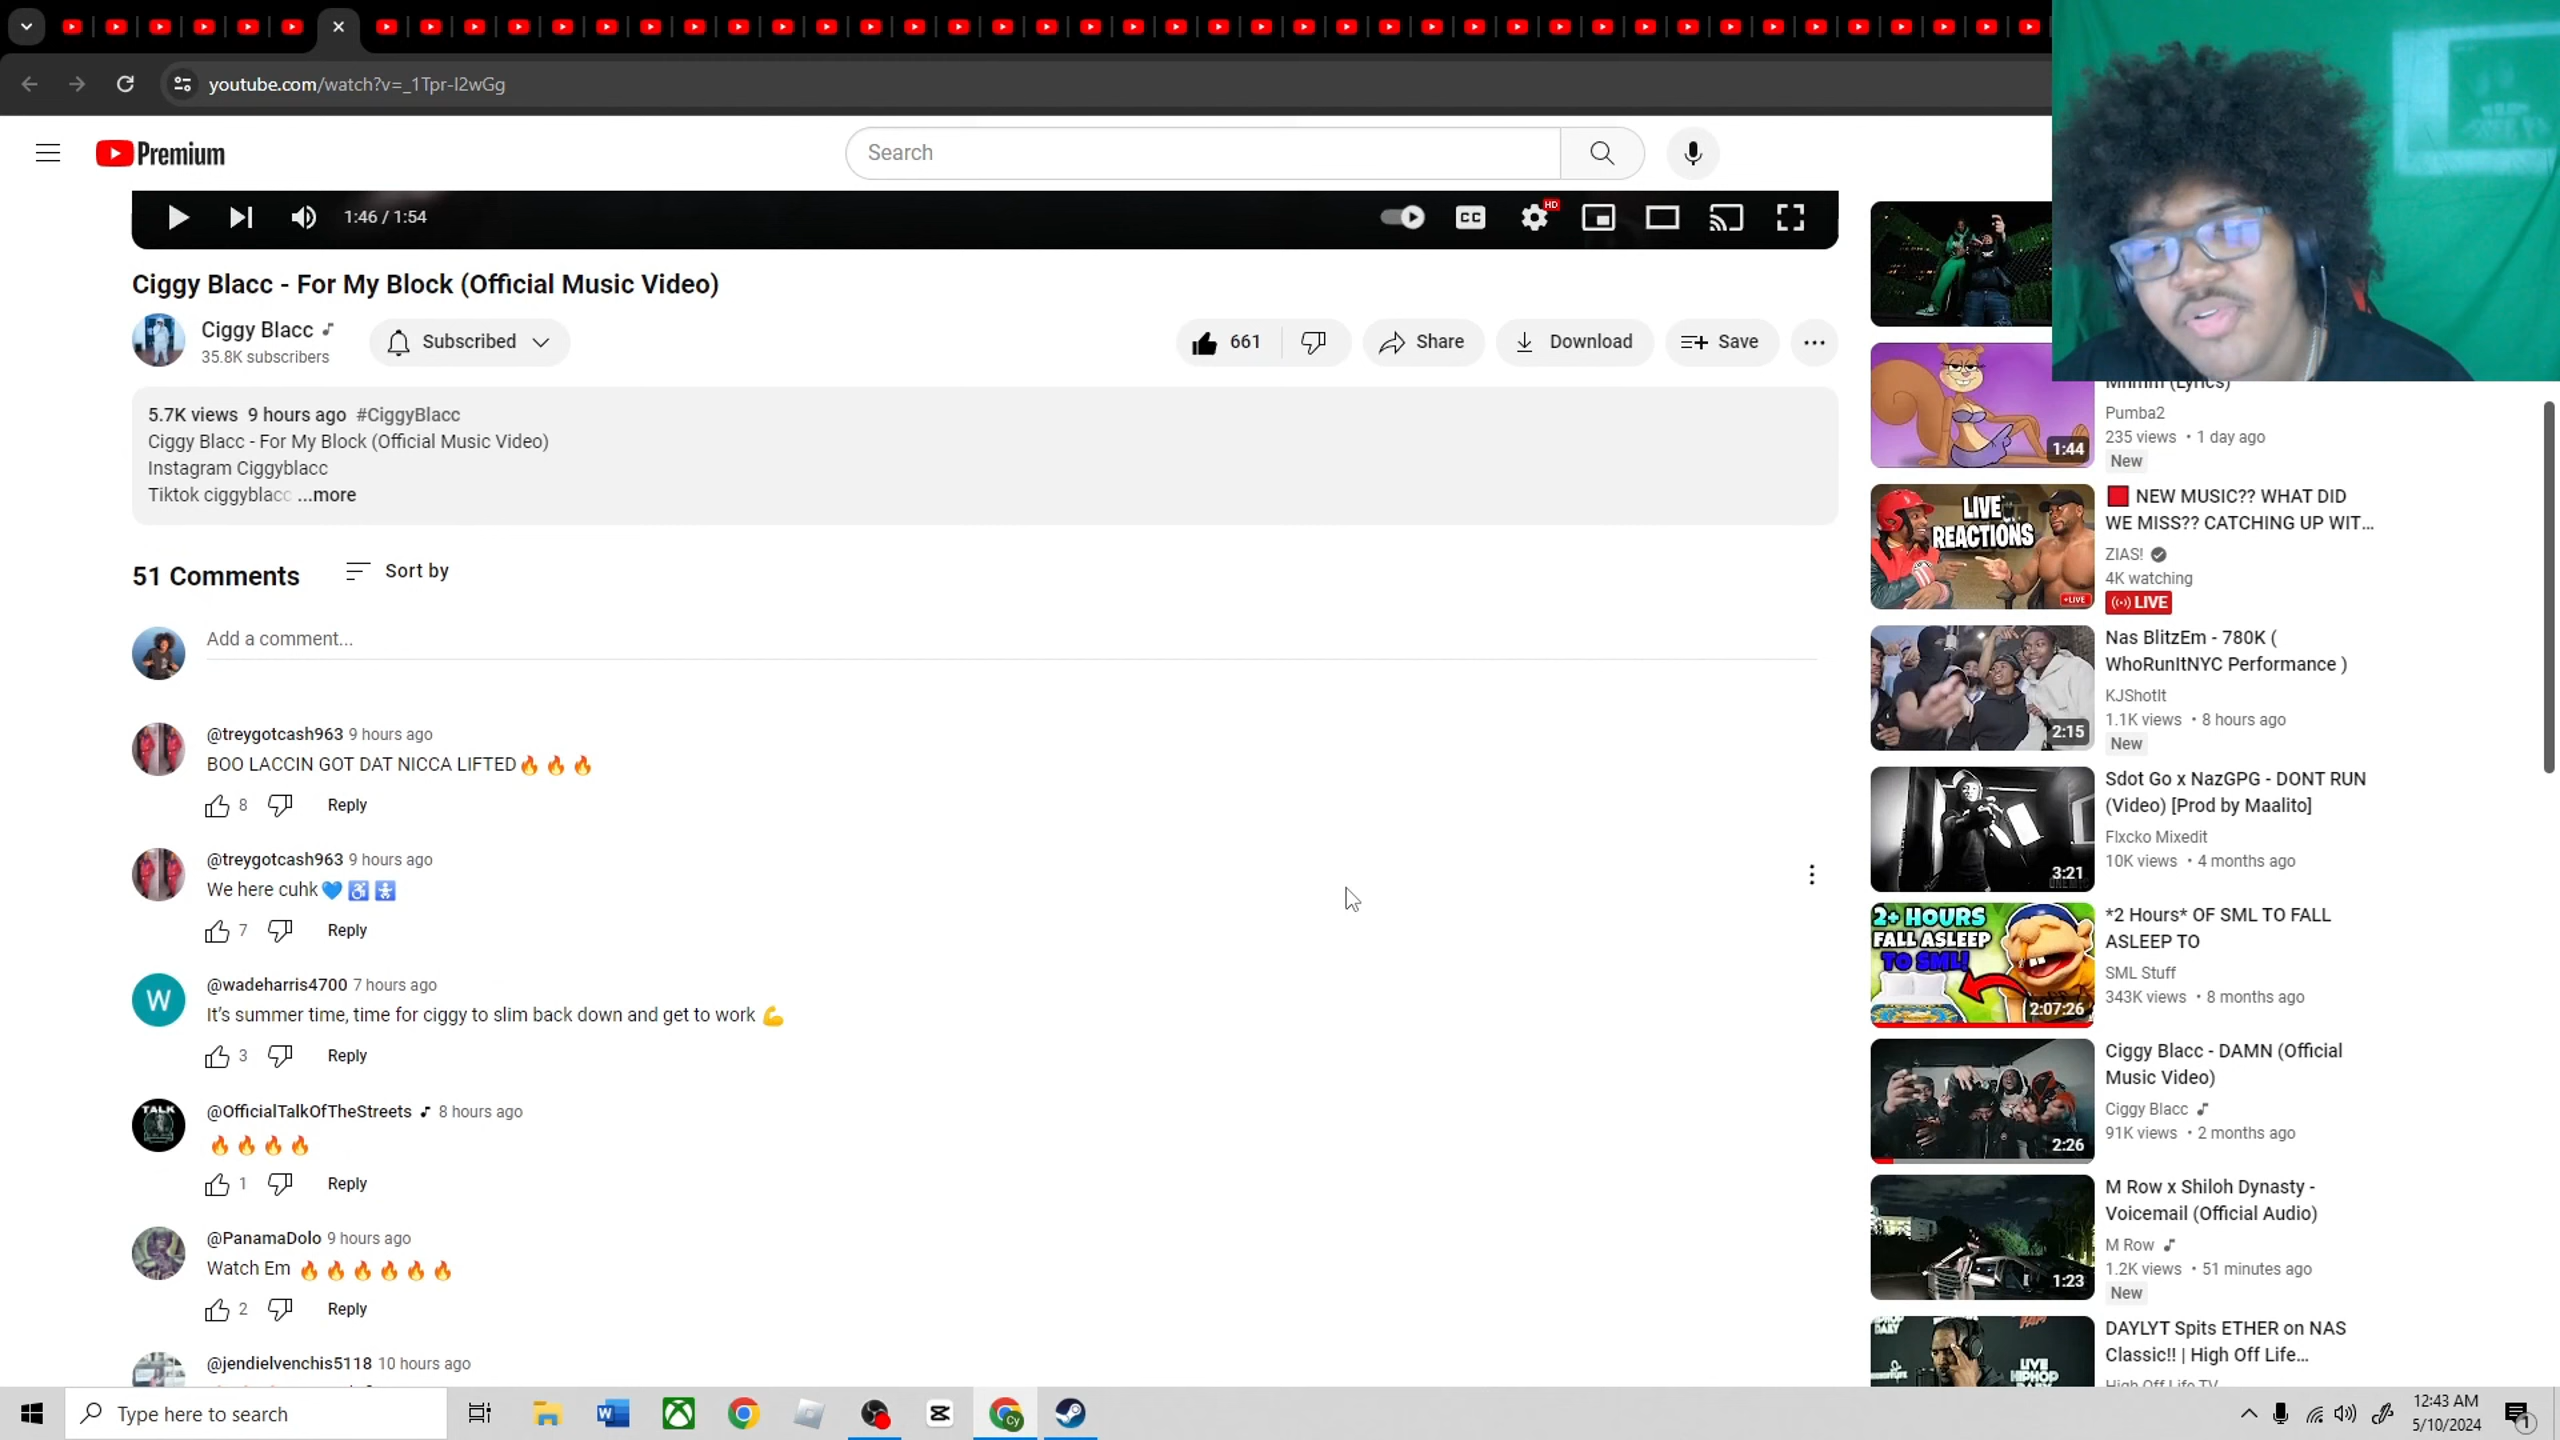 youtube.com/watch?v=_1Tpr-I2wGg
Premium
Search
1:46 / 1:54
CC
HD
Ciggy Blacc - For My Block (Official Music Video)
Ciggy Blacc
35.8K subscribers
Subscribed
661
Share
Download
Save
5.7K views 9 hours ago #CiggyBlacc
Ciggy Blacc - For My Block (Official Music Video)
Instagram Ciggyblacc
Tiktok ciggyblacc ...more
51 Comments
Sort by
Add a comment...
@treygotcash963 9 hours ago
BOO LACCIN GOT DAT NICCA LIFTED🔥🔥🔥
8
Reply
@treygotcash963 9 hours ago
We here cuhk💙♿🚼
7
Reply
W
@wadeharris4700 7 hours ago
It's summer time, time for ciggy to slim back down and get to work 💪
3
Reply
TALK
@OfficialTalkOfTheStreets 8 hours ago
🔥🔥🔥🔥
1
Reply
@PanamaDolo 9 hours ago
Watch Em 🔥🔥🔥🔥🔥🔥
2
Reply
@jendielvenchis5118 10 hours ago
Mhmm (Lyrics)
Pumba2
235 views • 1 day ago
New
1:44
LIVE
REACTIONS
•LIVE
🟥 NEW MUSIC?? WHAT DID
WE MISS?? CATCHING UP WIT...
ZIAS!
4K watching
LIVE
Nas BlitzEm - 780K (
WhoRunItNYC Performance )
KJShotIt
1.1K views • 8 hours ago
New
2:15
Sdot Go x NazGPG - DONT RUN
(Video) [Prod by Maalito]
Flxcko Mixedit
10K views • 4 months ago
3:21
2+ HOURS
FALL ASLEEP
TO SML!
2:07:26
*2 Hours* OF SML TO FALL
ASLEEP TO
SML Stuff
343K views • 8 months ago
Ciggy Blacc - DAMN (Official
Music Video)
Ciggy Blacc
91K views • 2 months ago
2:26
M Row x Shiloh Dynasty -
Voicemail (Official Audio)
M Row
1.2K views • 51 minutes ago
New
1:23
LIVE
HIPHOP
DAYLYT Spits ETHER on NAS
Classic!! | High Off Life...
High Off Life TV
Type here to search
Cy
12:43 AM
5/10/2024
1